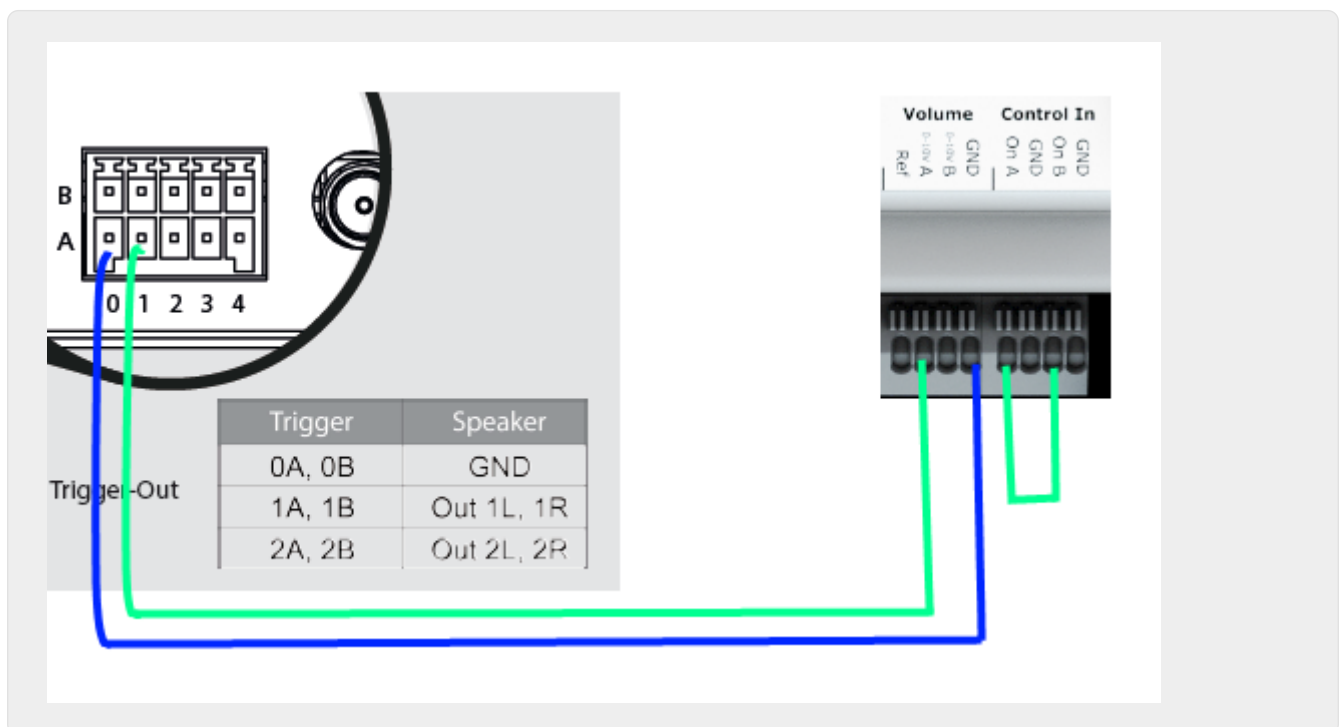 Volume Control In
Ref
0-10V A
0-10V B
GND
On A
GND
On B
GND
B
A
0 1 2 3 4
Trigger Speaker
Trigger-Out
0A, 0B GND
1A, 1B Out 1L, 1R
2A, 2B Out 2L, 2R